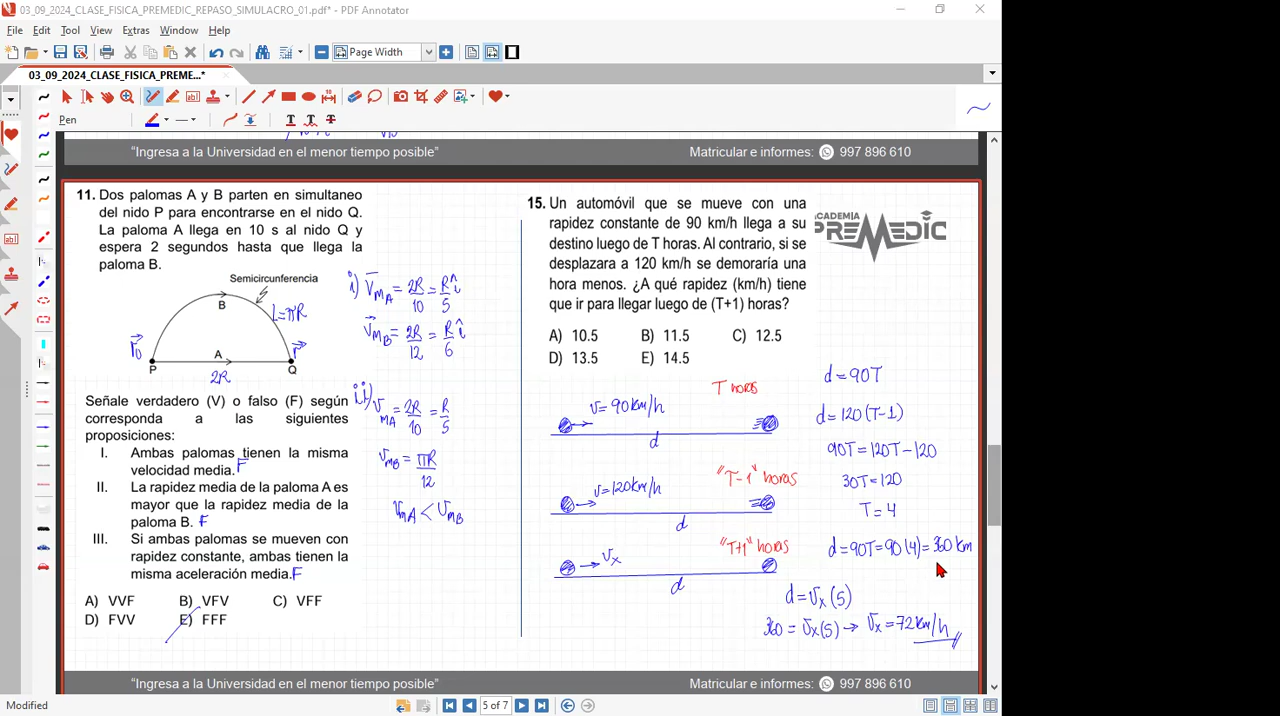 03_09_2024_CLASE_FISICA_PREMEDIC_REPASO_SIMULACRO_01.pdf* - PDF Annotator
File Edit Tool View Extras Window Help
Page Width
03_09_2024_CLASE_FISICA_PREME...*
Pen
"Ingresa a la Universidad en el menor tiempo posible" Matricular e informes: 997 896 610
11. Dos palomas A y B parten en simultaneo
del nido P para encontrarse en el nido Q.
La paloma A llega en 10 s al nido Q y
espera 2 segundos hasta que llega la
paloma B.
Semicircunferencia
B
L=πR
A
P
Q
2R
i) V mA = 2R/10 = R/5 î
V mB = 2R/12 = R/6 î
ii) V mA = 2R/10 = R/5
V mB = πR/12
V mA < V mB
Señale verdadero (V) o falso (F) según
corresponda a las siguientes
proposiciones:
I. Ambas palomas tienen la misma
velocidad media. F
II. La rapidez media de la paloma A es
mayor que la rapidez media de la
paloma B. F
III. Si ambas palomas se mueven con
rapidez constante, ambas tienen la
misma aceleración media. F
A) VVF B) VFV C) VFF
D) FVV E) FFF
15. Un automóvil que se mueve con una
rapidez constante de 90 km/h llega a su
destino luego de T horas. Al contrario, si se
desplazara a 120 km/h se demoraría una
hora menos. ¿A qué rapidez (km/h) tiene
que ir para llegar luego de (T+1) horas?
ACADEMIA
PREMEDIC
A) 10.5 B) 11.5 C) 12.5
D) 13.5 E) 14.5
T horas
v=90km/h
d
"T-1" horas
v=120km/h
d
"T+1" horas
Vx
d
d=90T
d=120(T-1)
90T=120T-120
30T=120
T=4
d=90T=90(4)=360 km
d=Vx(5)
360=Vx(5) → Vx=72km/h
"Ingresa a la Universidad en el menor tiempo posible" Matricular e informes: 997 896 610
5 of 7